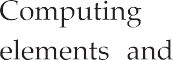 Computing
elements and